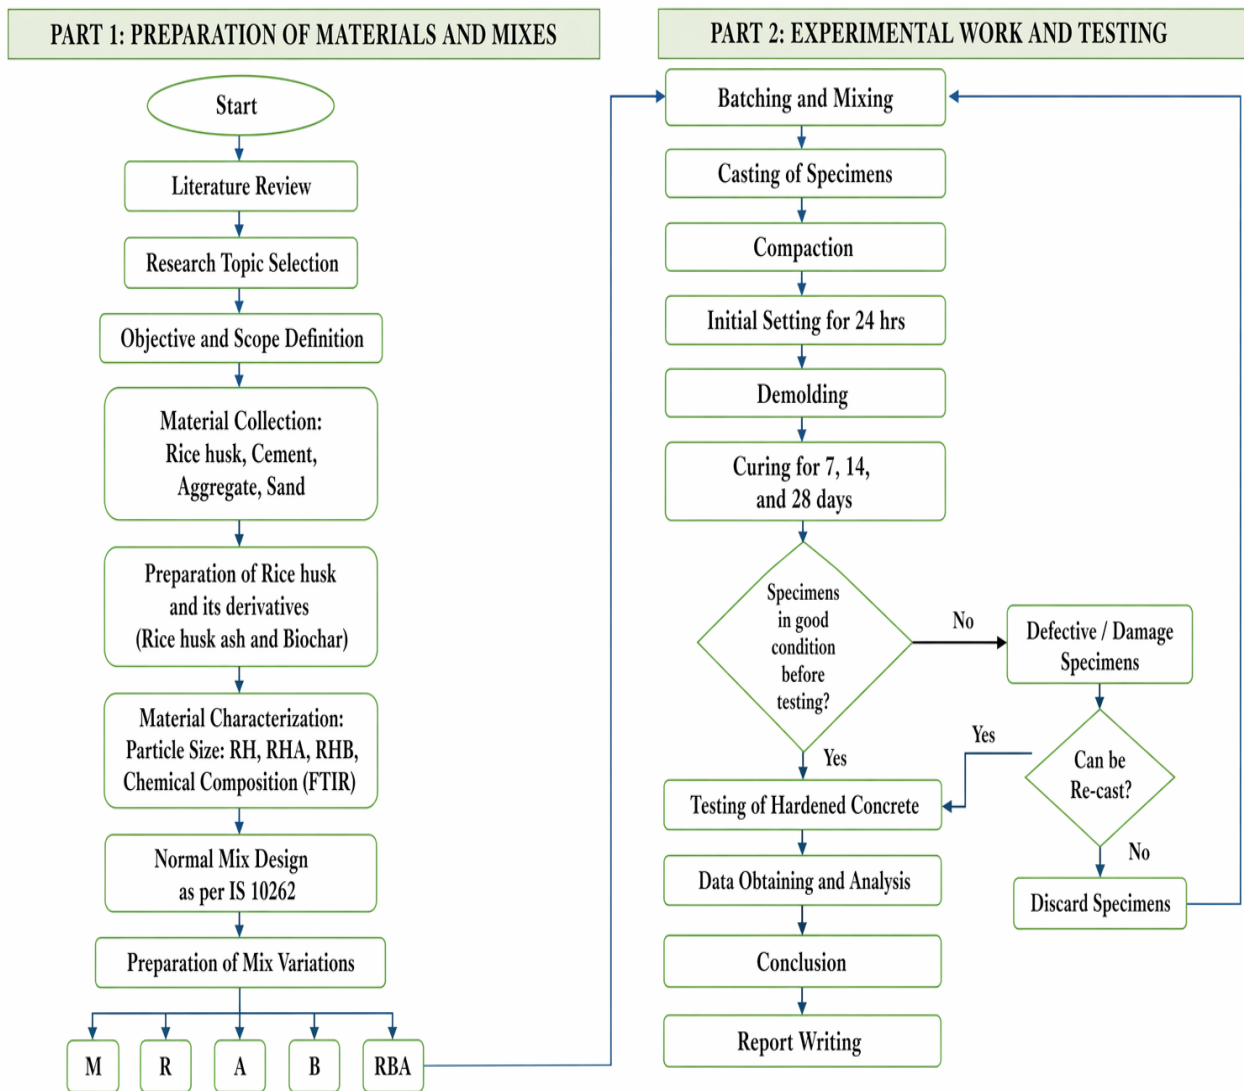 PART 1: PREPARATION OF MATERIALS AND MIXES
Start
Literature Review
Research Topic Selection
Objective and Scope Definition
Material Collection:
Rice husk, Cement,
Aggregate, Sand
Preparation of Rice husk
and its derivatives
(Rice husk ash and Biochar)
Material Characterization:
Particle Size: RH, RHA, RHB,
Chemical Composition (FTIR)
Normal Mix Design
as per IS 10262
Preparation of Mix Variations
M
R
A
B
RBA
PART 2: EXPERIMENTAL WORK AND TESTING
Batching and Mixing
Casting of Specimens
Compaction
Initial Setting for 24 hrs
Demolding
Curing for 7, 14,
and 28 days
Specimens
in good
condition
before
testing?
No
Defective / Damage
Specimens
Yes
Can be
Re-cast?
Yes
No
Discard Specimens
Testing of Hardened Concrete
Data Obtaining and Analysis
Conclusion
Report Writing